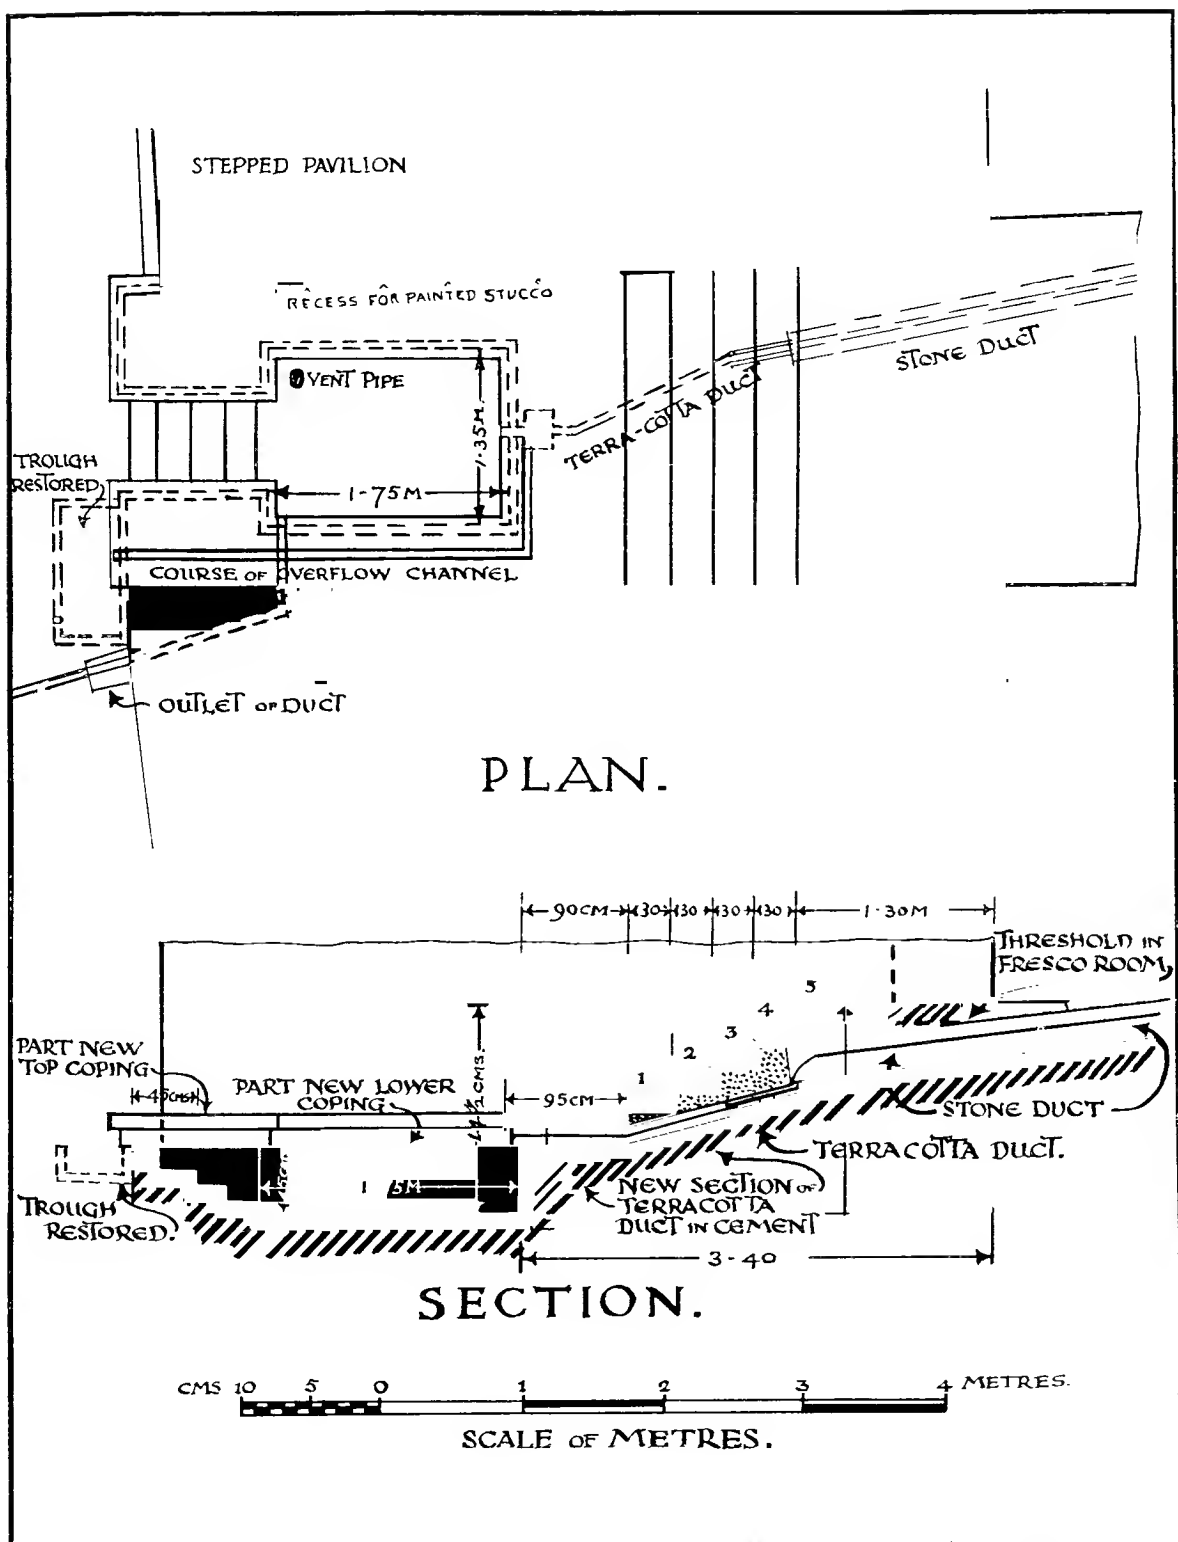 STEPPED PAVILION
RECESS FOR PAINTED STUCCO
VENT PIPE
1·35M
TERRA-COTTA DUCT
STONE DUCT
TROUGH
RESTORED
1·75M
COURSE OF OVERFLOW CHANNEL
OUTLET OF DUCT
PLAN.
90CM 30 30 30 30 1·30M
THRESHOLD IN
FRESCO ROOM
5
4
3
2
1
PART NEW
TOP COPING
45CMS
PART NEW LOWER
COPING
95CM
STONE DUCT
TERRACOTTA DUCT.
NEW SECTION OF
TERRACOTTA
DUCT IN CEMENT
TROUGH
RESTORED.
3·40
SECTION.
CMS 10 5 0 1 2 3 4 METRES.
SCALE OF METRES.